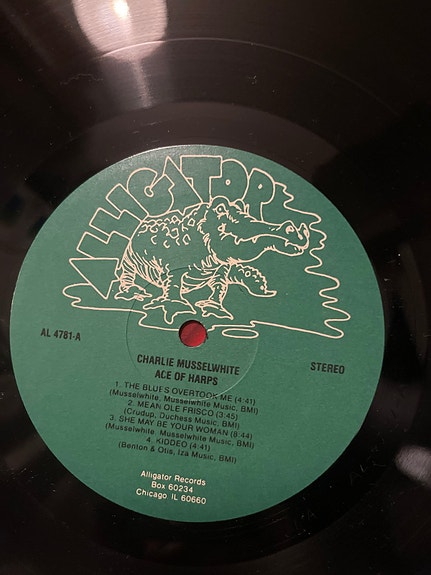 ALLIGATOR
AL 4781-A
STEREO
CHARLIE MUSSELWHITE
ACE OF HARPS
1. THE BLUES OVERTOOK ME (4:41)
(Musselwhite, Musselwhite Music, BMI)
2. MEAN OLE FRISCO (3:45)
(Crudup, Duchess Music, BMI)
3. SHE MAY BE YOUR WOMAN (8:44)
(Musselwhite, Musselwhite Music, BMI)
4. KIDDEO (4:41)
(Benton & Otis, Iza Music, BMI)
Alligator Records
Box 60234
Chicago IL 60660